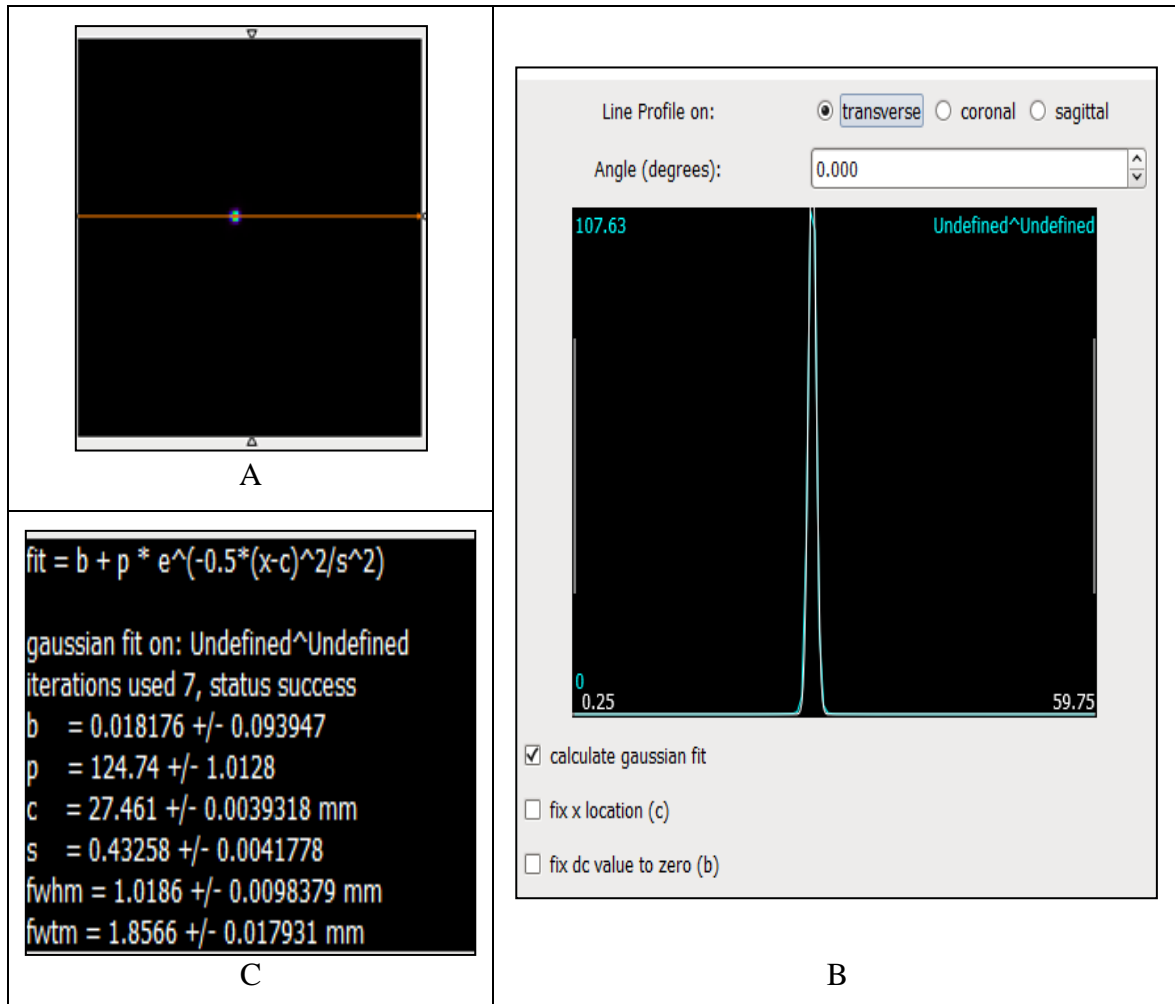 A
fit = b + p * e^(-0.5*(x-c)^2/s^2)
gaussian fit on: Undefined^Undefined
iterations used 7, status success
b = 0.018176 +/- 0.093947
p = 124.74 +/- 1.0128
c = 27.461 +/- 0.0039318 mm
s = 0.43258 +/- 0.0041778
fwhm = 1.0186 +/- 0.0098379 mm
fwtm = 1.8566 +/- 0.017931 mm
C
Line Profile on: transverse coronal sagittal
Angle (degrees): 0.000
107.63 Undefined^Undefined
0
0.25 59.75
calculate gaussian fit
fix x location (c)
fix dc value to zero (b)
B